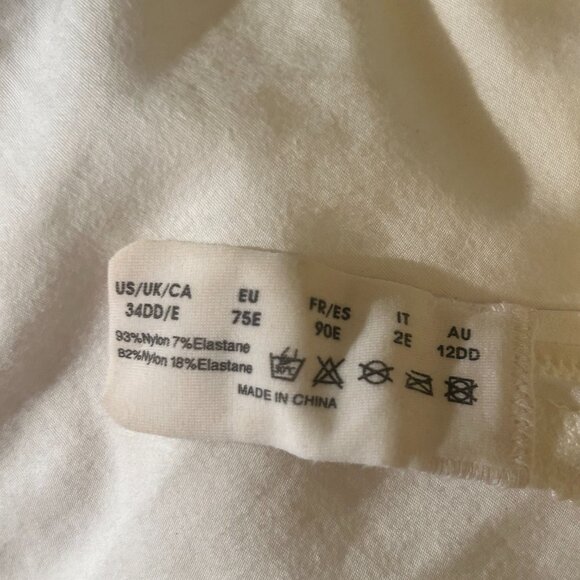 US/UK/CA EU FR/ES IT AU
34DD/E 75E 90E 2E 12DD
93%Nylon 7%Elastane
82%Nylon 18%Elastane
30°C
MADE IN CHINA